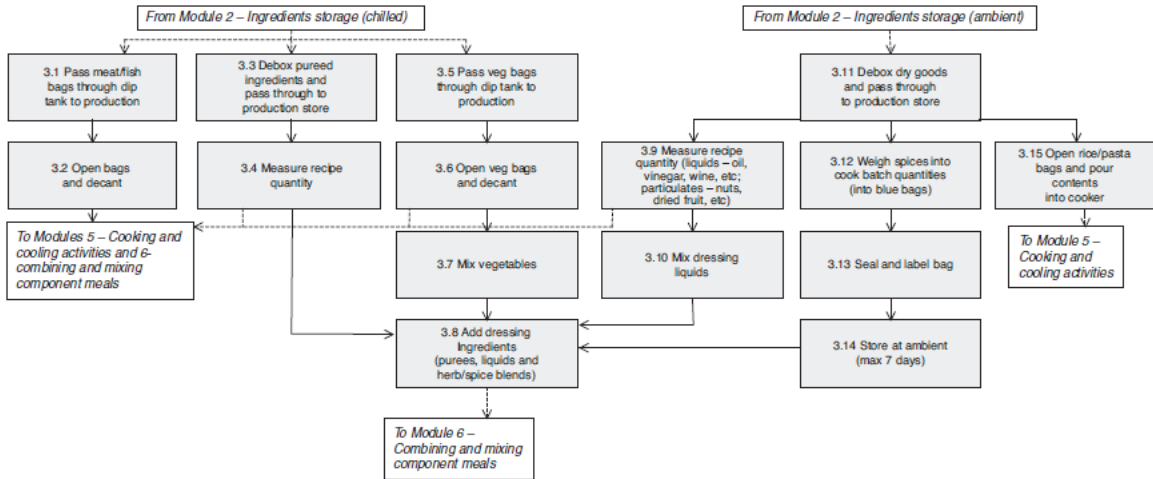 From Module 2 – Ingredients storage (chilled)
From Module 2 – Ingredients storage (ambient)
3.1 Pass meat/fish
bags through dip
tank to production
3.3 Debox pureed
ingredients and
pass through to
production store
3.5 Pass veg bags
through dip tank to
production
3.11 Debox dry goods
and pass through
to production store
3.2 Open bags
and decant
3.4 Measure recipe
quantity
3.6 Open veg bags
and decant
3.9 Measure recipe
quantity (liquids – oil,
vinegar, wine, etc;
particulates – nuts,
dried fruit, etc)
3.12 Weigh spices into
cook batch quantities
(into blue bags)
3.15 Open rice/pasta
bags and pour
contents
into cooker
To Modules 5 – Cooking and
cooling activities and 6-
combining and mixing
component meals
3.7 Mix vegetables
3.10 Mix dressing
liquids
3.13 Seal and label bag
To Module 5 –
Cooking and
cooling activities
3.8 Add dressing
Ingredients
(purees, liquids and
herb/spice blends)
3.14 Store at ambient
(max 7 days)
To Module 6 –
Combining and mixing
component meals